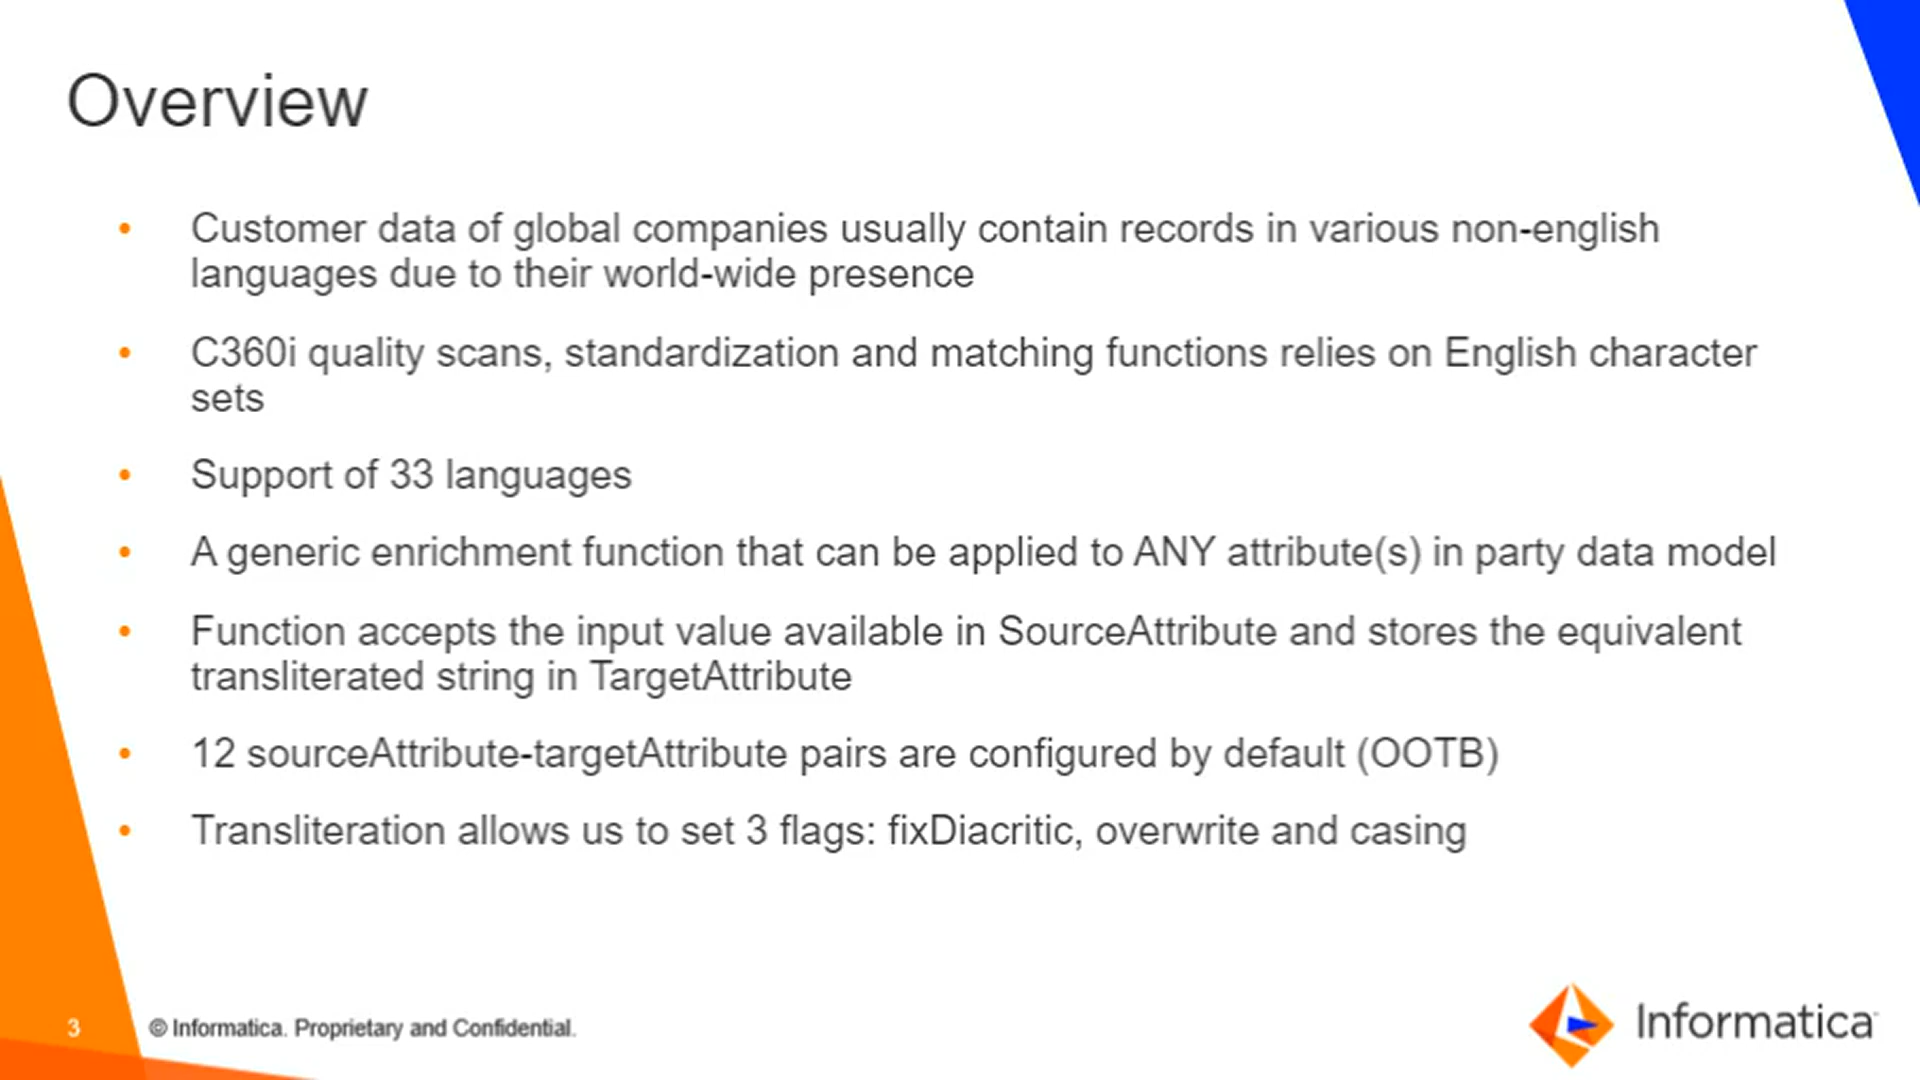 Overview
• Customer data of global companies usually contain records in various non-english
languages due to their world-wide presence
• C360i quality scans, standardization and matching functions relies on English character
sets
• Support of 33 languages
• A generic enrichment function that can be applied to ANY attribute(s) in party data model
• Function accepts the input value available in SourceAttribute and stores the equivalent
transliterated string in TargetAttribute
• 12 sourceAttribute-targetAttribute pairs are configured by default (OOTB)
• Transliteration allows us to set 3 flags: fixDiacritic, overwrite and casing
3 © Informatica. Proprietary and Confidential.
Informatica